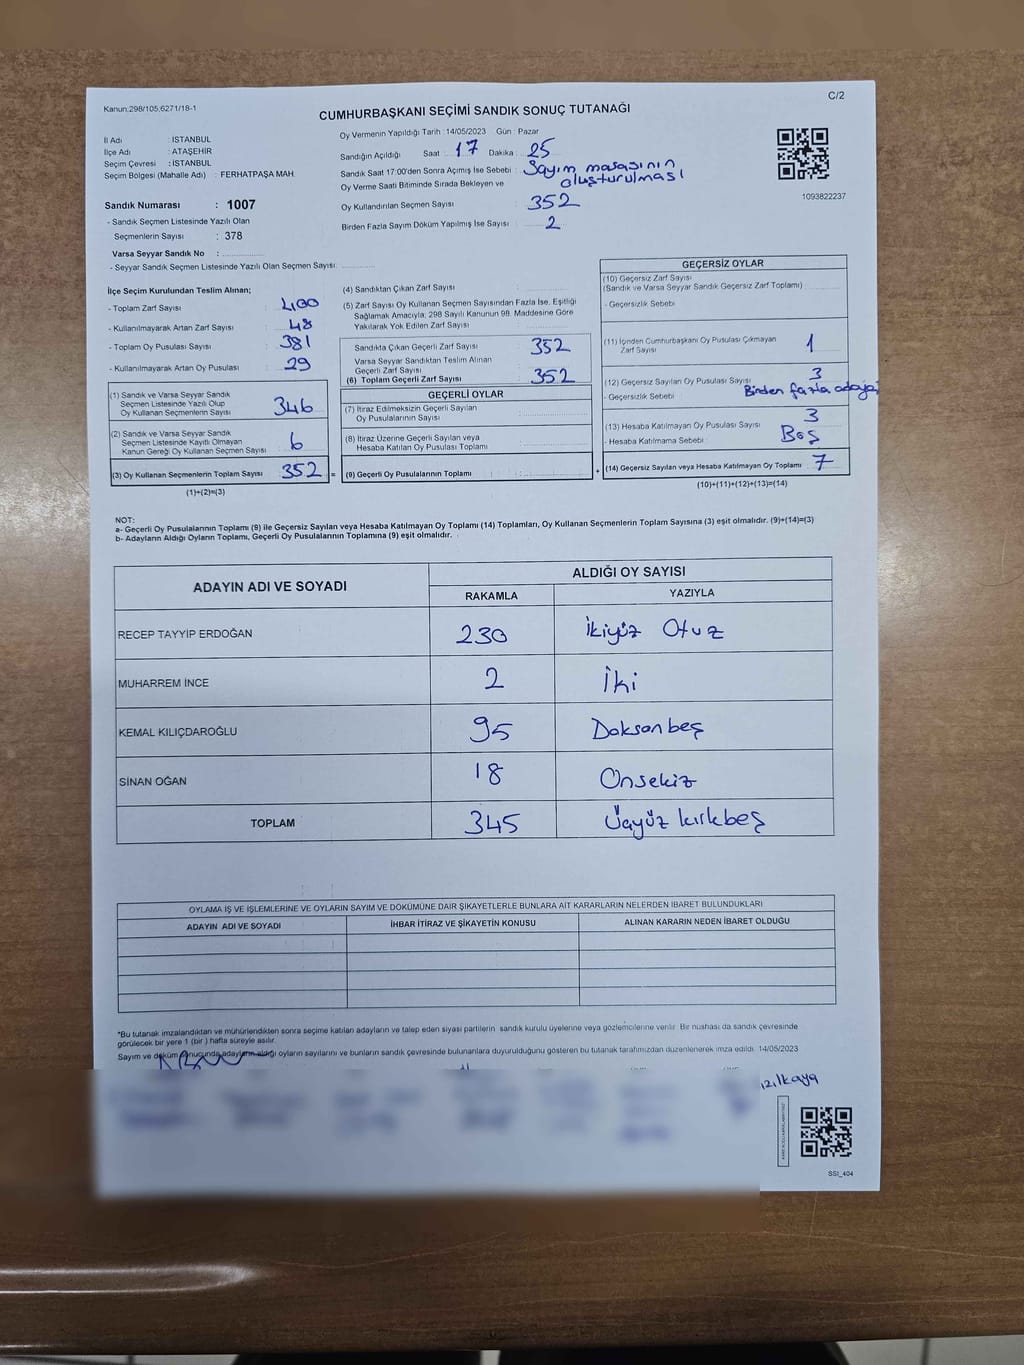 Kanun:298/105,6271/18-1
C/2
CUMHURBAŞKANI SEÇİMİ SANDIK SONUÇ TUTANAĞI
İl Adı : İSTANBUL
İlçe Adı : ATAŞEHİR
Seçim Çevresi : İSTANBUL
Seçim Bölgesi (Mahalle Adı) : FERHATPAŞA MAH.
Sandık Numarası : 1007
- Sandık Seçmen Listesinde Yazılı Olan
Seçmenlerin Sayısı : 378
Varsa Seyyar Sandık No :
- Seyyar Sandık Seçmen Listesinde Yazılı Olan Seçmen Sayısı:
Oy Vermenin Yapıldığı Tarih : 14/05/2023 Gün : Pazar
Sandığın Açıldığı Saat : 17 Dakika : 25
Sandık Saat 17:00'den Sonra Açımış İse Sebebi : Sayım masasının
oluşturulması
Oy Verme Saati Bitiminde Sırada Bekleyen ve
Oy Kullandırılan Seçmen Sayısı : 352
Birden Fazla Sayım Döküm Yapılmış İse Sayısı : 2
1093822237
İlçe Seçim Kurulundan Teslim Alınan;
- Toplam Zarf Sayısı : 400
- Kullanılmayarak Artan Zarf Sayısı : 48
- Toplam Oy Pusulası Sayısı : 381
- Kullanılmayarak Artan Oy Pusulası : 29
(1) Sandık ve Varsa Seyyar Sandık
Seçmen Listesinde Yazılı Olup
Oy Kullanan Seçmenlerin Sayısı : 346
(2) Sandık ve Varsa Seyyar Sandık
Seçmen Listesinde Kayıtlı Olmayan
Kanun Gereği Oy Kullanan Seçmen Sayısı : 6
(3) Oy Kullanan Seçmenlerin Toplam Sayısı : 352 =
(1)+(2)=(3)
(4) Sandıktan Çıkan Zarf Sayısı :
(5) Zarf Sayısı Oy Kullanan Seçmen Sayısından Fazla İse, Eşitliği
Sağlamak Amacıyla; 298 Sayılı Kanunun 98. Maddesine Göre
Yakılarak Yok Edilen Zarf Sayısı :
Sandıkta Çıkan Geçerli Zarf Sayısı : 352
Varsa Seyyar Sandıktan Teslim Alınan
Geçerli Zarf Sayısı :
(6) Toplam Geçerli Zarf Sayısı : 352
GEÇERLİ OYLAR
(7) İtiraz Edilmeksizin Geçerli Sayılan
Oy Pusulalarının Sayısı :
(8) İtiraz Üzerine Geçerli Sayılan veya
Hesaba Katılan Oy Pusulası Toplamı :
(9) Geçerli Oy Pusulalarının Toplamı : +
GEÇERSİZ OYLAR
(10) Geçersiz Zarf Sayısı
(Sandık ve Varsa Seyyar Sandık Geçersiz Zarf Toplamı) :
- Geçersizlik Sebebi :
(11) İçinden Cumhurbaşkanı Oy Pusulası Çıkmayan
Zarf Sayısı : 1
(12) Geçersiz Sayılan Oy Pusulası Sayısı : 3
- Geçersizlik Sebebi : Birden fazla adaya
(13) Hesaba Katılmayan Oy Pusulası Sayısı : 3
- Hesaba Katılmama Sebebi : Boş
(14) Geçersiz Sayılan veya Hesaba Katılmayan Oy Toplamı : 7
(10)+(11)+(12)+(13)=(14)
NOT:
a- Geçerli Oy Pusulalarının Toplamı (9) ile Geçersiz Sayılan veya Hesaba Katılmayan Oy Toplamı (14) Toplamları, Oy Kullanan Seçmenlerin Toplam Sayısına (3) eşit olmalıdır. (9)+(14)=(3)
b- Adayların Aldığı Oyların Toplamı, Geçerli Oy Pusulalarının Toplamına (9) eşit olmalıdır.
ADAYIN ADI VE SOYADI
ALDIĞI OY SAYISI
RAKAMLA YAZIYLA
RECEP TAYYİP ERDOĞAN 230 İkiyüz Otuz
MUHARREM İNCE 2 İki
KEMAL KILIÇDAROĞLU 95 Doksanbeş
SİNAN OĞAN 18 Onsekiz
TOPLAM 345 Üçyüz kırkbeş
OYLAMA İŞ VE İŞLEMLERİNE VE OYLARIN SAYIM VE DÖKÜMÜNE DAİR ŞİKAYETLERLE BUNLARA AİT KARARLARIN NELERDEN İBARET BULUNDUKLARI
ADAYIN ADI VE SOYADI İHBAR İTİRAZ VE ŞİKAYETİN KONUSU ALINAN KARARIN NEDEN İBARET OLDUĞU
*Bu tutanak imzalandıktan ve mühürlendikten sonra seçime katılan adayların ve talep eden siyasi partilerin sandık kurulu üyelerine veya gözlemcilerine verilir. Bir nüshası da sandık çevresinde
görülecek bir yere 1 (bir) hafta süreyle asılır.
Sayım ve döküm sonucunda adayların aldığı oyların sayılarını ve bunların sandık çevresinde bulunanlara duyurulduğunu gösteren bu tutanak tarafımızdan düzenlenerek imza edildi. 14/05/2023
SSI_404